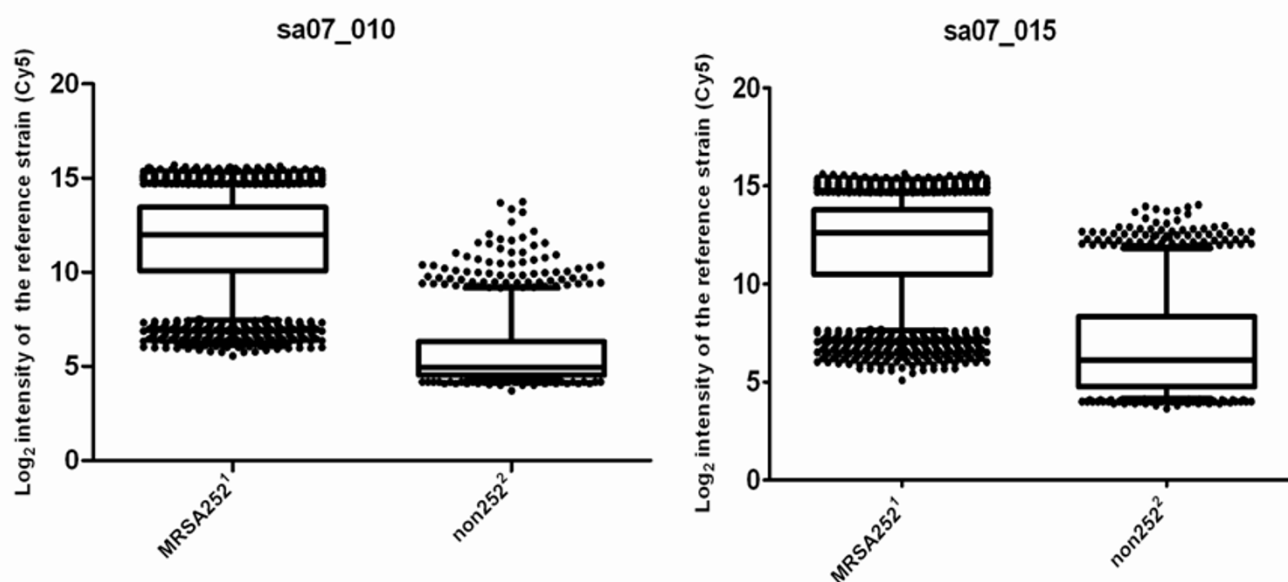 sa07_010
Log2 intensity of the reference strain (Cy5)
20
15
10
5
0
MRSA252¹
non252²
sa07_015
Log2 intensity of the reference strain (Cy5)
20
15
10
5
0
MRSA252¹
non252²